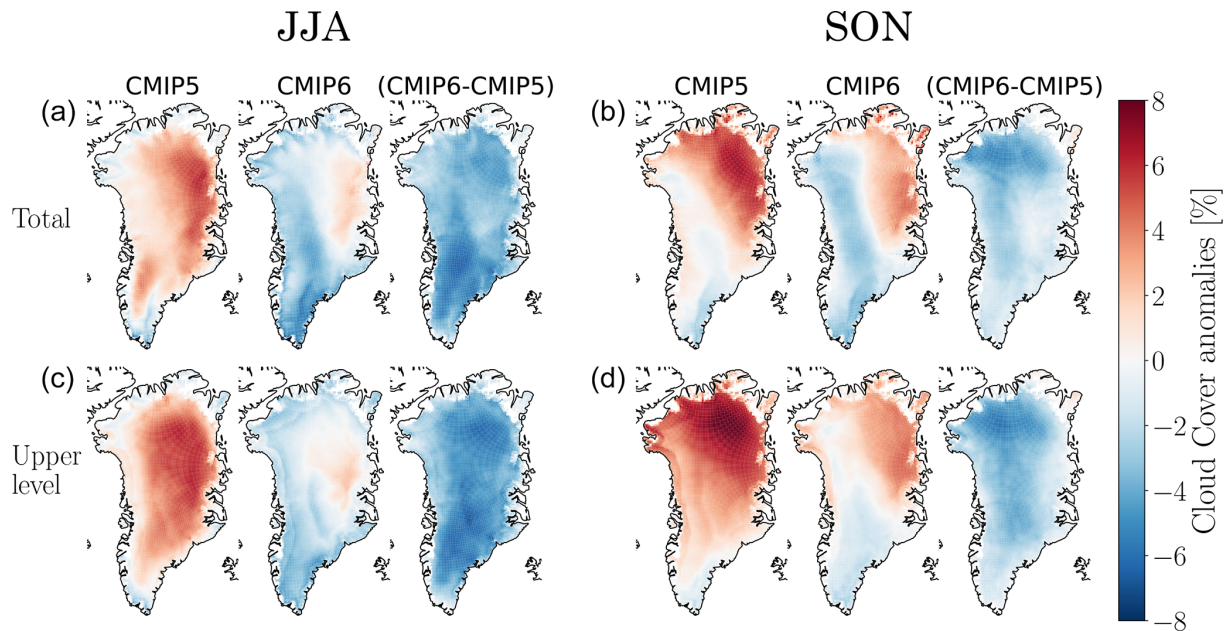 JJA SON
CMIP5 CMIP6 (CMIP6-CMIP5) CMIP5 CMIP6 (CMIP6-CMIP5)
(a) (b)
Total
(c) (d)
Upper
level
8
6
4
2
0
−2
−4
−6
−8
Cloud Cover anomalies [%]